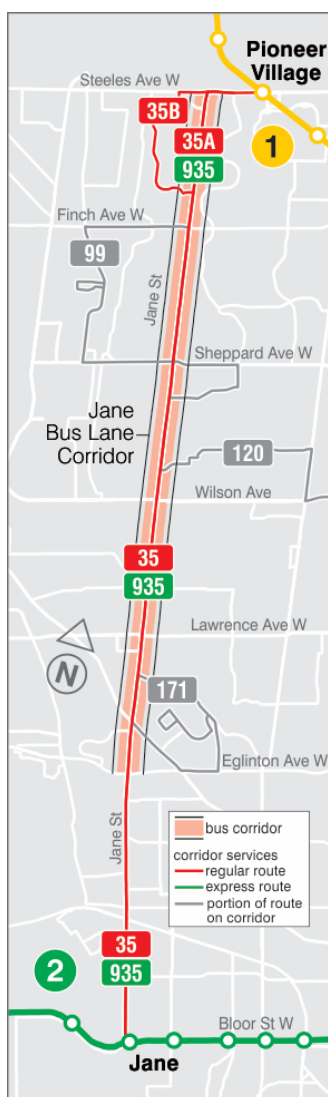 Pioneer
Village
Steeles Ave W
35B
35A
1
935
Finch Ave W
99
Jane St
Sheppard Ave W
Jane
Bus Lane
Corridor
120
Wilson Ave
35
935
Lawrence Ave W
N
171
Eglinton Ave W
Jane St
bus corridor
corridor services
regular route
express route
portion of route
on corridor
35
2
935
Bloor St W
Jane